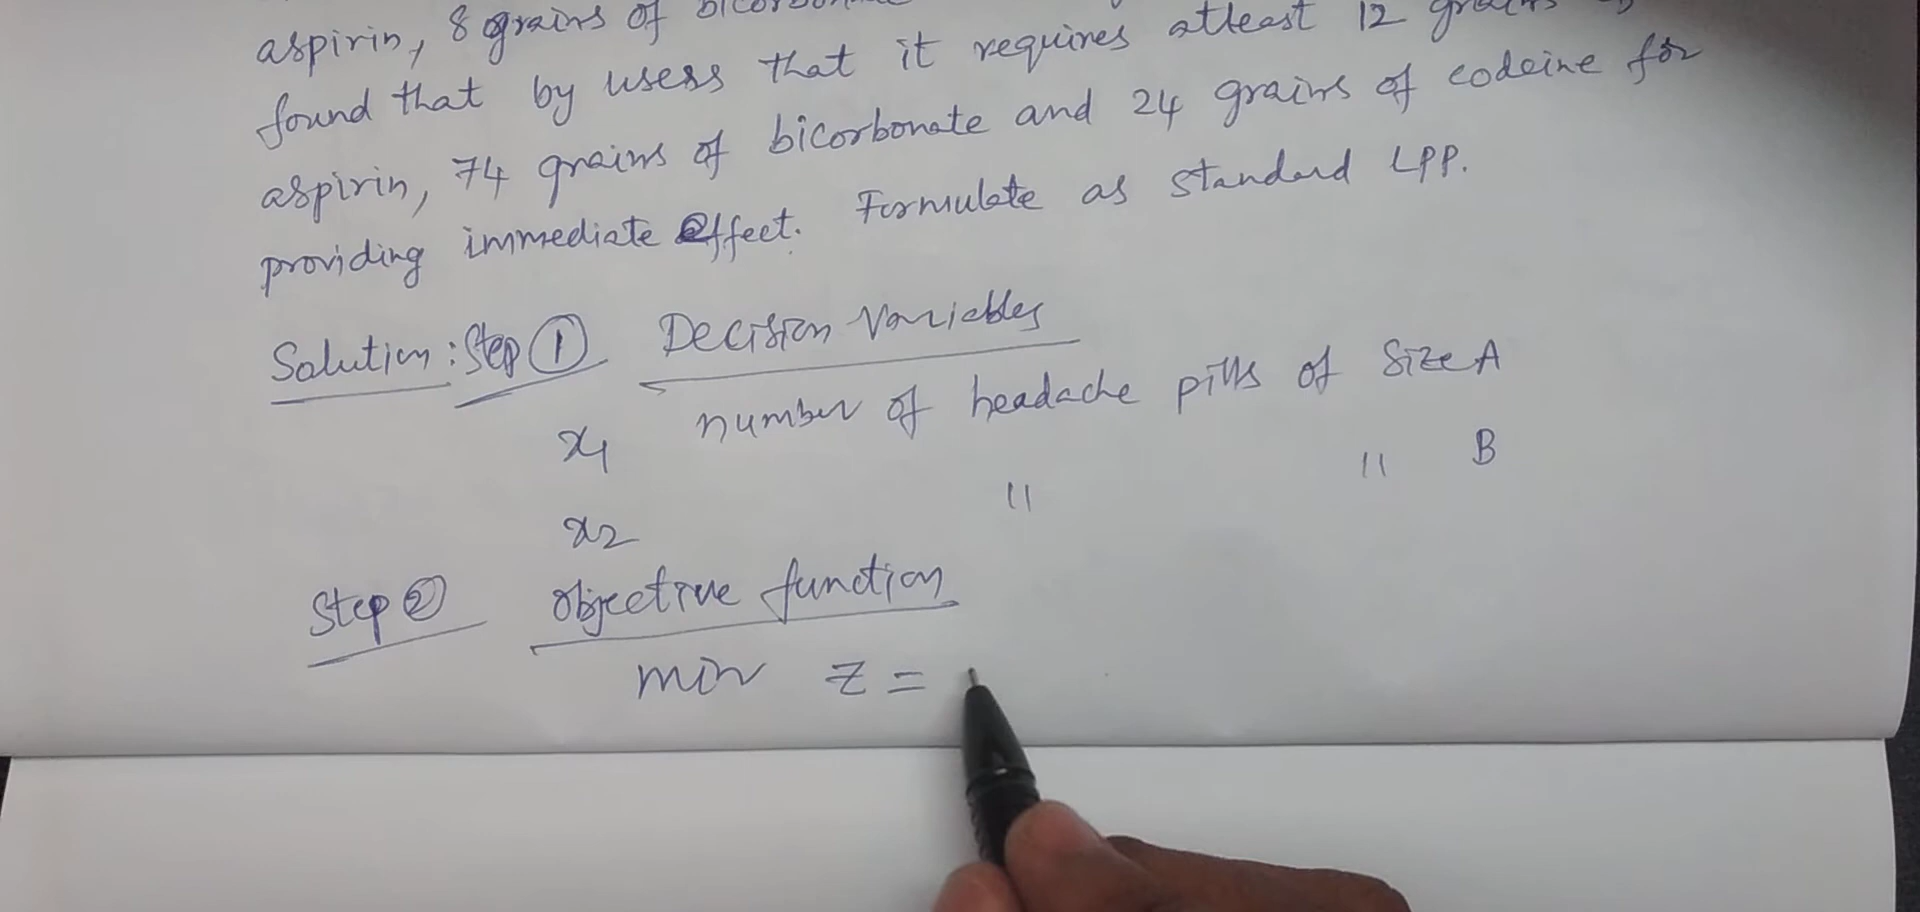 aspirin, 8 grains of
found that by usess that it requires atleast 12
aspirin, 74 grains of bicorbonate and 24 grains of codeine for
providing immediate effect. Formulate as standard LPP.
Solution: Step ① Decision Variables
x1 number of headache pills of Size A
x2 " " B
Step ② objective function
min Z =